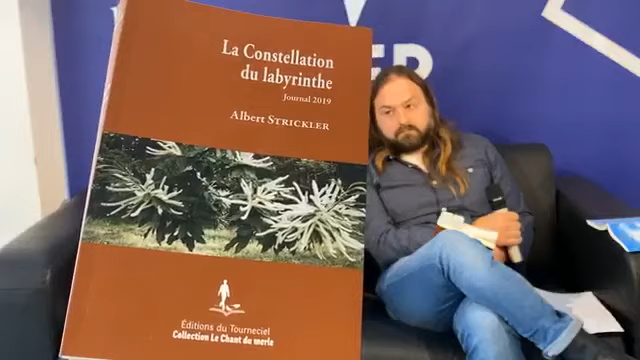 La Constellation
du labyrinthe
Journal 2019
Albert STRICKLER
Éditions du Tourneciel
Collection Le Chant du merle